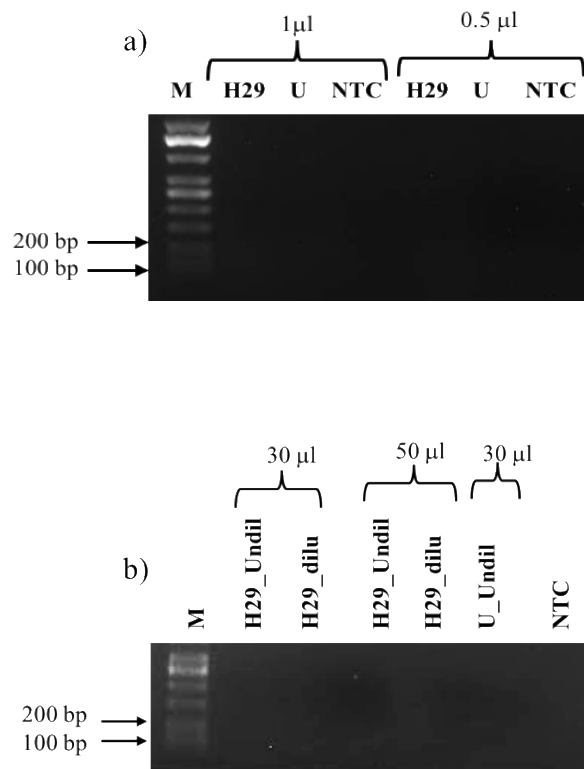 a)
1µl 0.5 µl
M H29 U NTC H29 U NTC
200 bp
100 bp
30 µl 50 µl 30 µl
b)
M H29_Undil H29_dilu H29_Undil H29_dilu U_Undil NTC
200 bp
100 bp